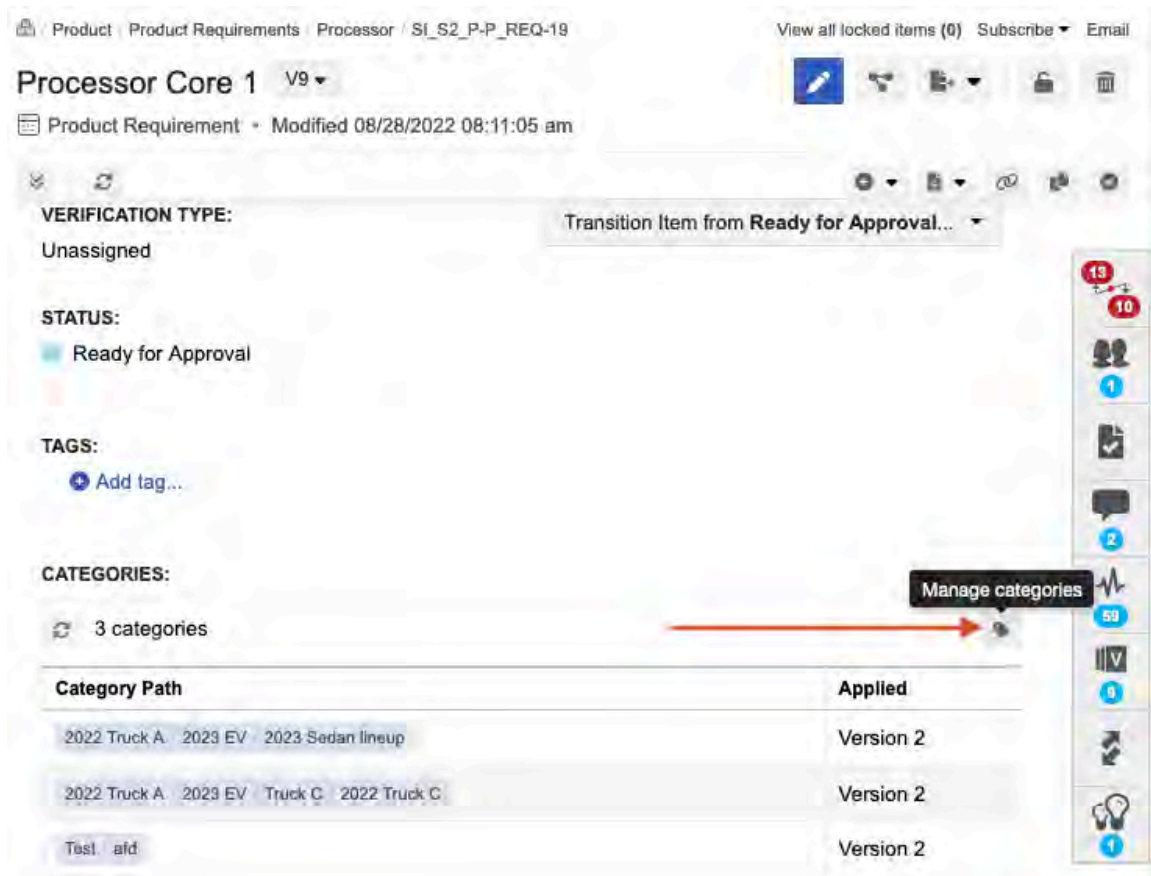 Product Product Requirements Processor SI_S2_P-P_REQ-19 View all locked items (0) Subscribe Email
Processor Core 1 V9
Product Requirement • Modified 08/28/2022 08:11:05 am
VERIFICATION TYPE: Transition Item from Ready for Approval...
Unassigned
13
10
STATUS:
Ready for Approval
1
TAGS:
Add tag...
2
CATEGORIES:
Manage categories
59
3 categories
V
Category Path Applied
9
2022 Truck A 2023 EV 2023 Sedan lineup Version 2
2022 Truck A 2023 EV Truck C 2022 Truck C Version 2
Test afd Version 2
1